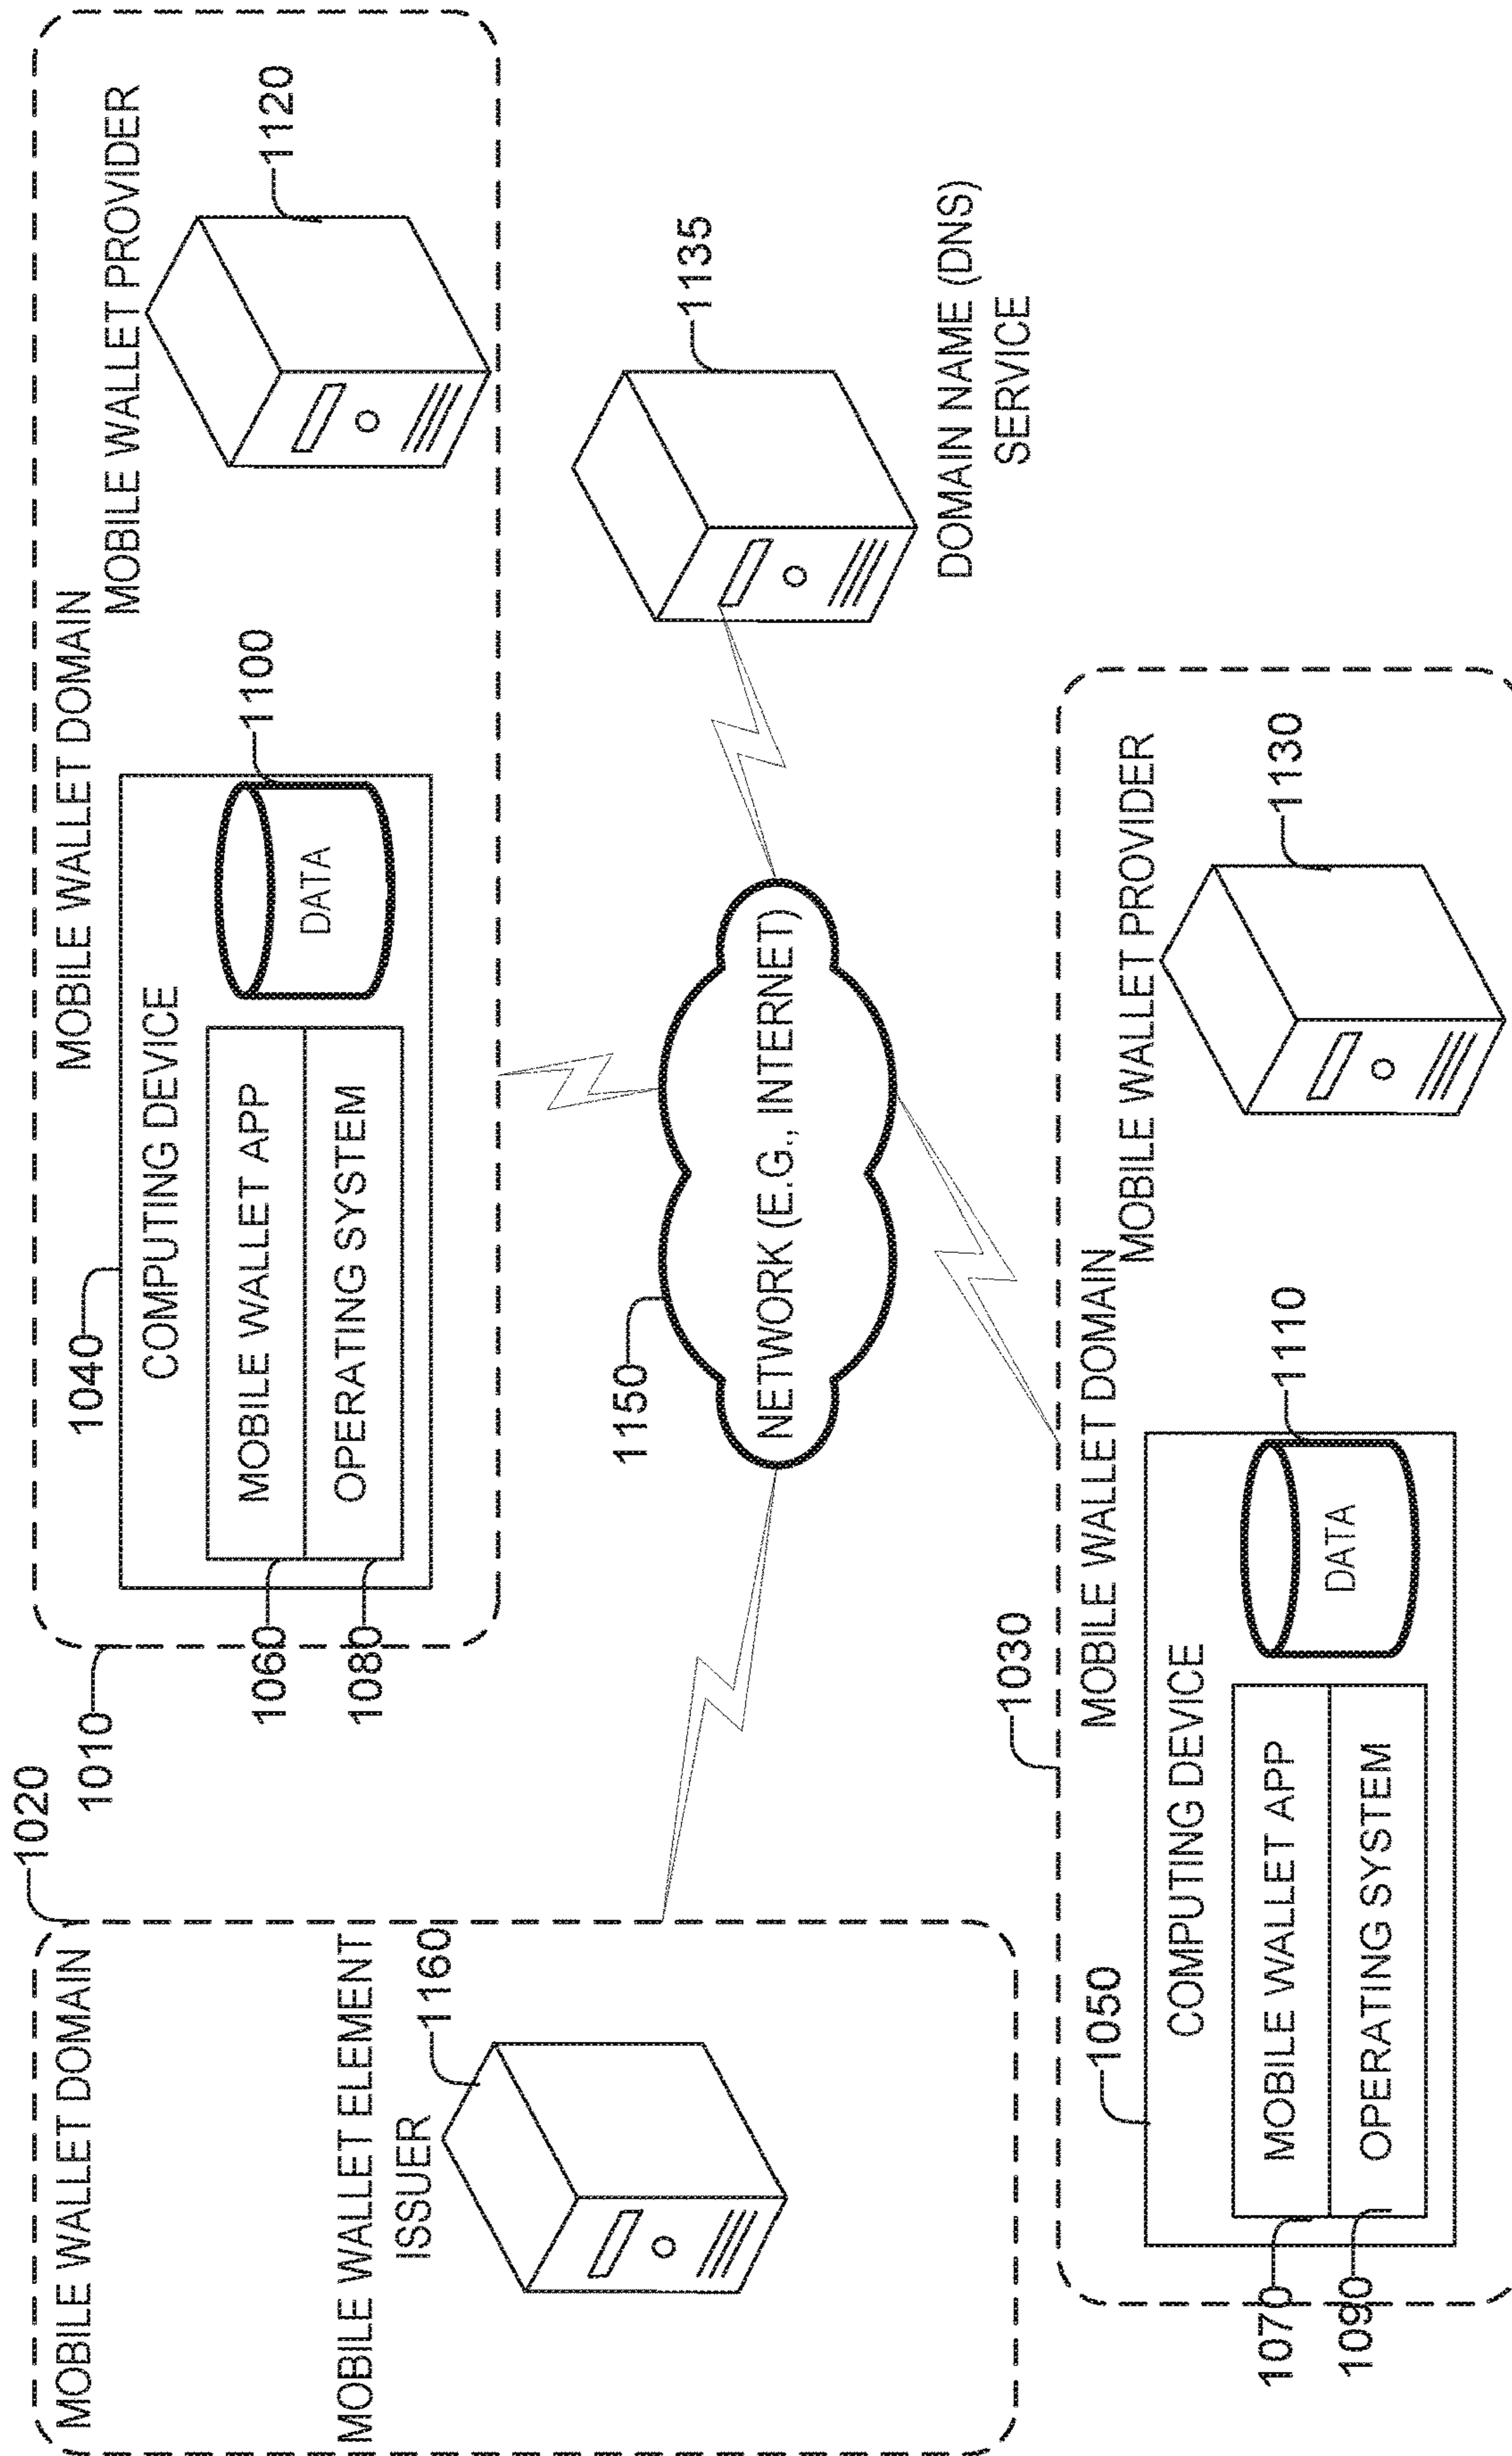 1020
MOBILE WALLET DOMAIN
MOBILE WALLET ELEMENT
ISSUER
1160
1010
1040
MOBILE WALLET DOMAIN
COMPUTING DEVICE
MOBILE WALLET APP
OPERATING SYSTEM
DATA
1060
1080
1100
MOBILE WALLET PROVIDER
1120
1150
NETWORK (E.G., INTERNET)
1135
DOMAIN NAME (DNS)
SERVICE
1030
MOBILE WALLET DOMAIN
1050
COMPUTING DEVICE
MOBILE WALLET APP
OPERATING SYSTEM
DATA
1070
1090
1110
MOBILE WALLET PROVIDER
1130